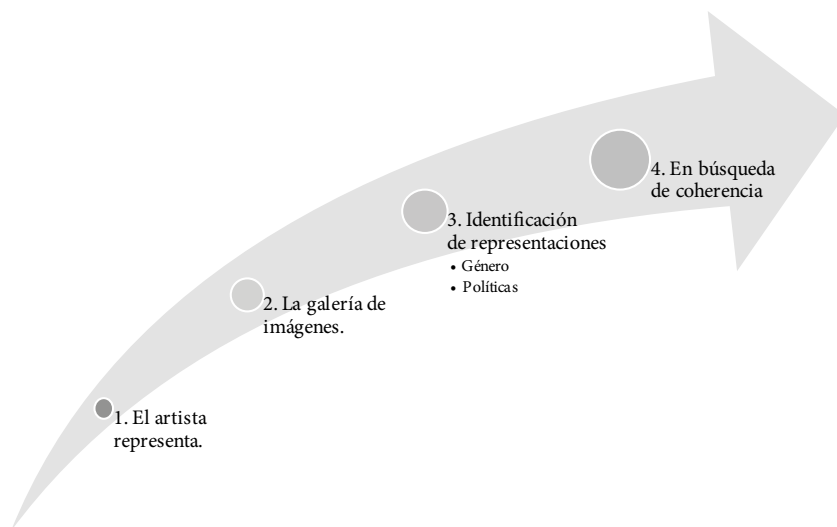 1. El artista
representa.
2. La galería de
imágenes.
3. Identificación
de representaciones
• Género
• Políticas
4. En búsqueda
de coherencia